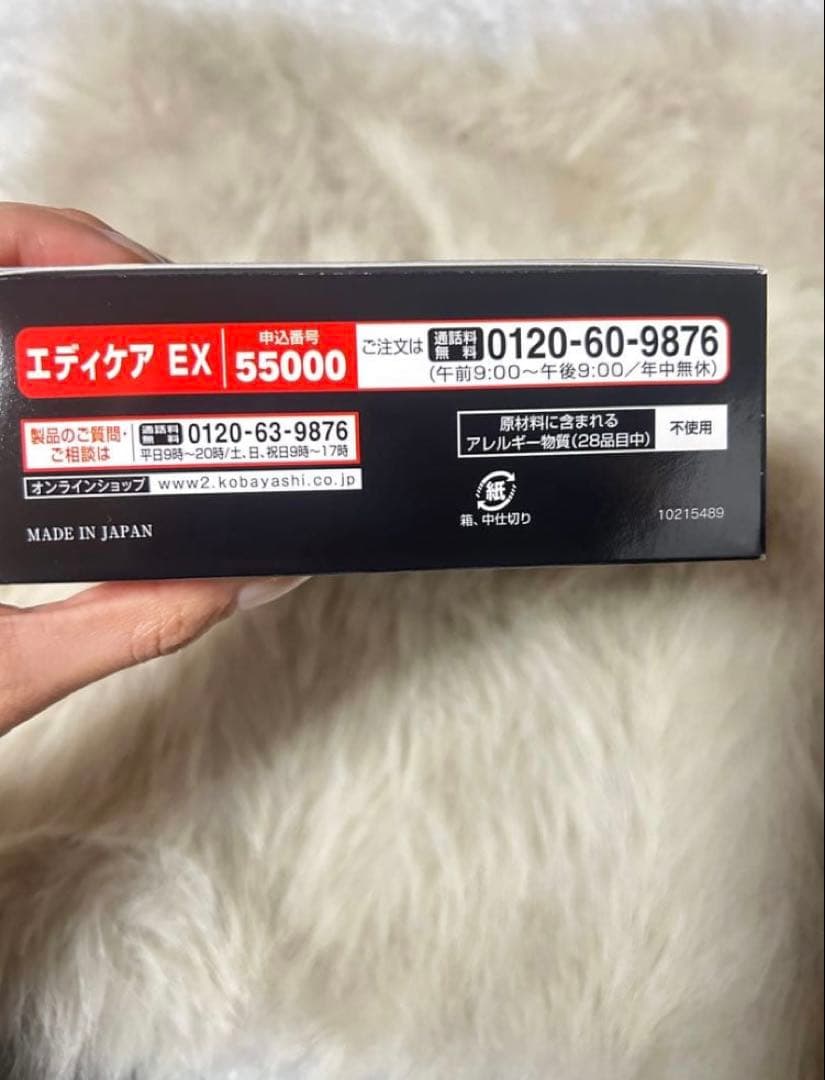 エディケア EX
申込番号
55000
ご注文は 通話料無料 0120-60-9876
(午前9:00〜午後9:00/年中無休)
製品のご質問・
ご相談は
通話料無料 0120-63-9876
平日9時〜20時/土、日、祝日9時〜17時
オンラインショップ www2.kobayashi.co.jp
MADE IN JAPAN
原材料に含まれる
アレルギー物質(28品目中)
不使用
紙
箱、中仕切り
10215489